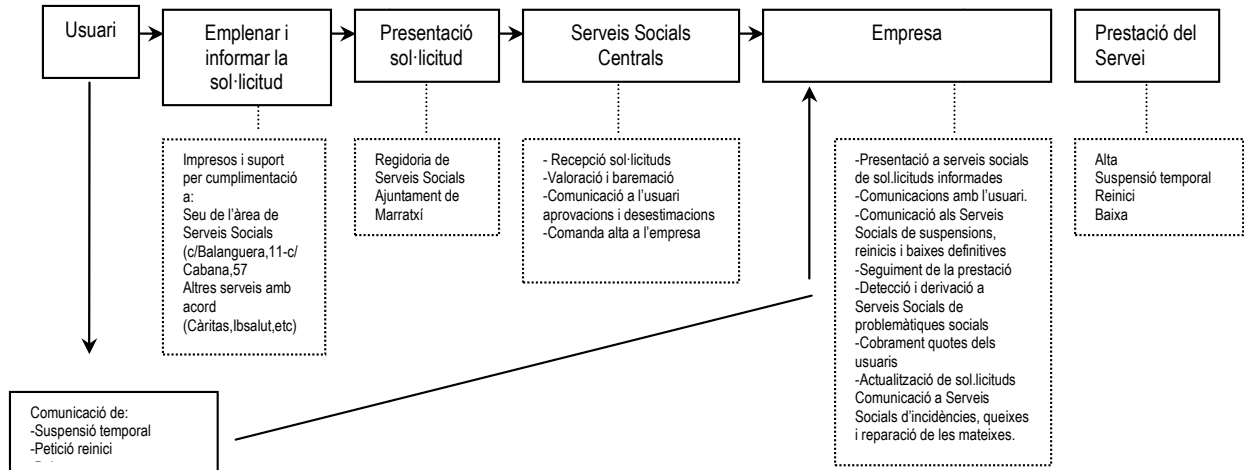 Usuari
Emplenar i
informar la
sol·licitud
Presentació
sol·licitud
Serveis Socials
Centrals
Empresa
Prestació del
Servei
Impresos i suport
per cumplimentació
a:
Seu de l’àrea de
Serveis Socials
(c/Balanguera,11-c/
Cabana,57
Altres serveis amb
acord
(Càritas,Ibsalut,etc)
Regidoria de
Serveis Socials
Ajuntament de
Marratxí
- Recepció sol·licituds
-Valoració i baremació
-Comunicació a l’usuari
aprovacions i desestimacions
-Comanda alta a l’empresa
-Presentació a serveis socials
de sol.licituds informades
-Comunicacions amb l’usuari.
-Comunicació als Serveis
Socials de suspensions,
reinicis i baixes definitives
-Seguiment de la prestació
-Detecció i derivació a
Serveis Socials de
problemàtiques socials
-Cobrament quotes dels
usuaris
-Actualització de sol.licituds
Comunicació a Serveis
Socials d’incidències, queixes
i reparació de les mateixes.
Alta
Suspensió temporal
Reinici
Baixa
Comunicació de:
-Suspensió temporal
-Petició reinici